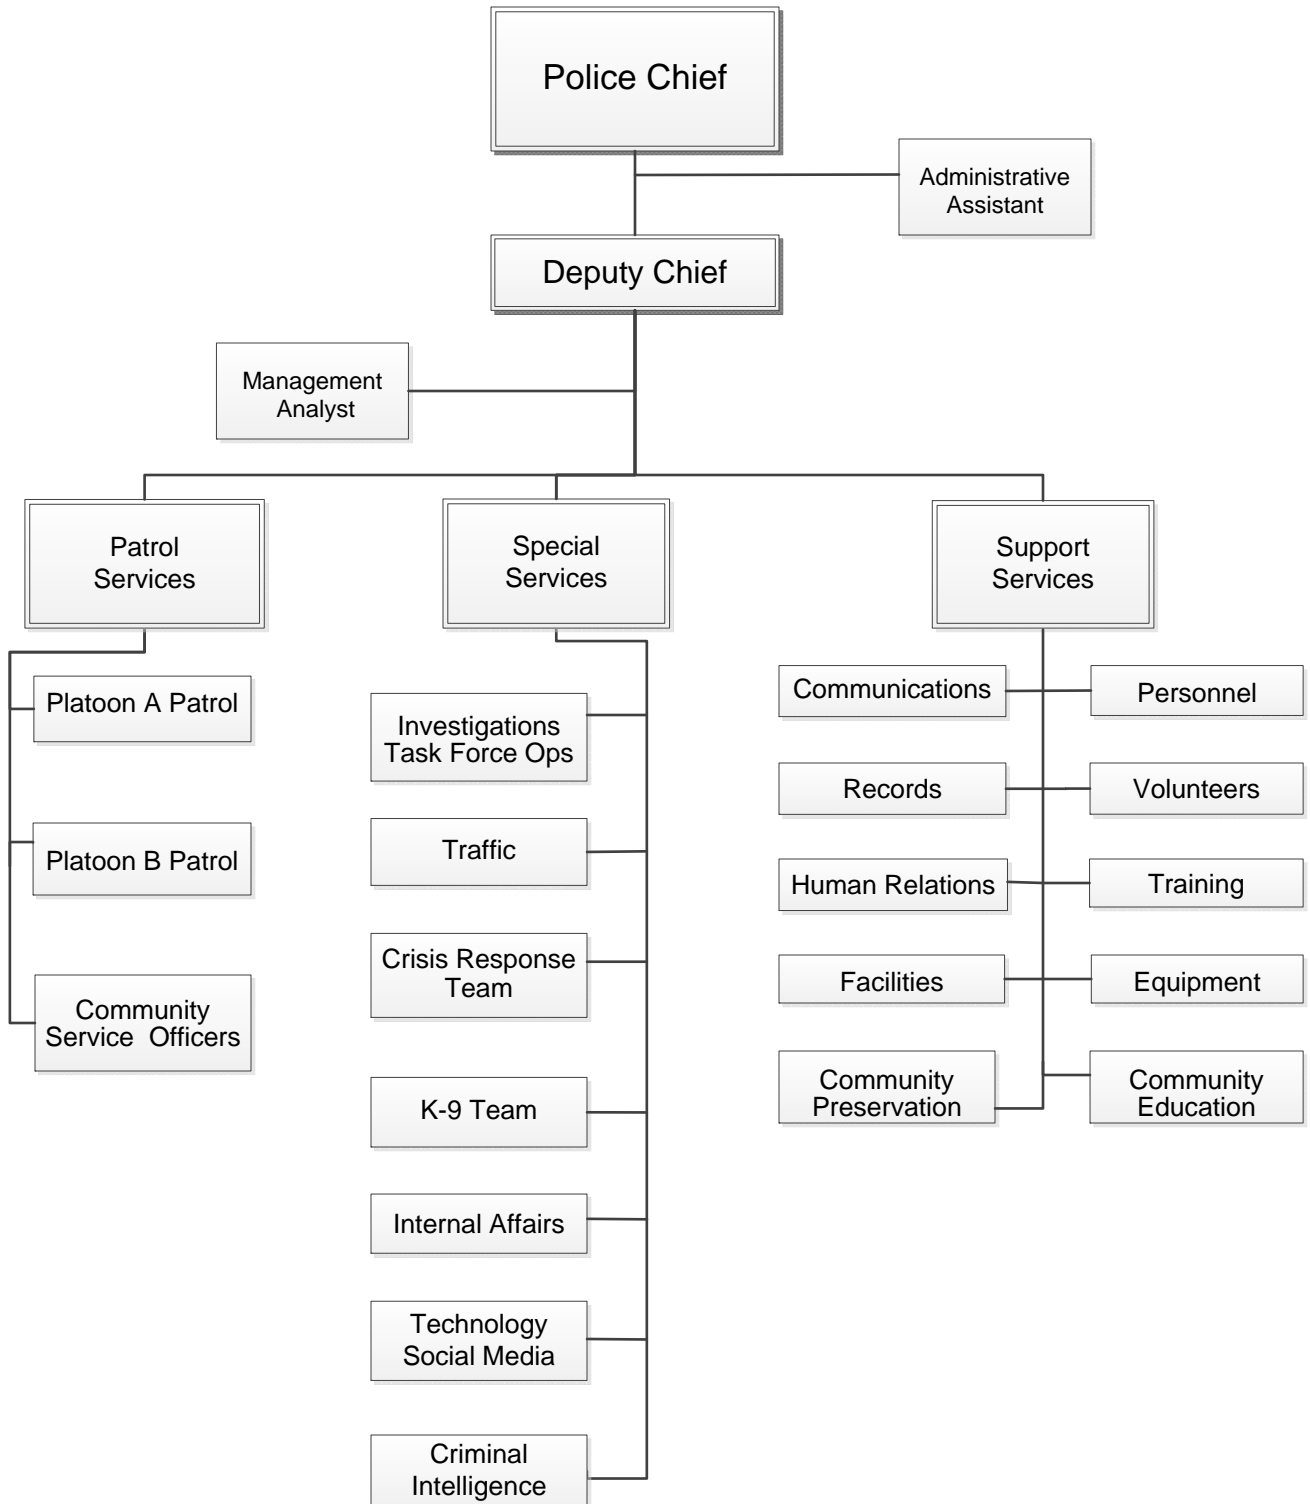 Police Chief
Administrative
Assistant
Deputy Chief
Management
Analyst
Patrol
Services
Special
Services
Support
Services
Platoon A Patrol
Platoon B Patrol
Community
Service  Officers
Investigations
Task Force Ops
Traffic
Crisis Response
Team
K-9 Team
Internal Affairs
Technology
Social Media
Criminal
Intelligence
Communications
Personnel
Records
Volunteers
Human Relations
Training
Facilities
Equipment
Community
Preservation
Community
Education